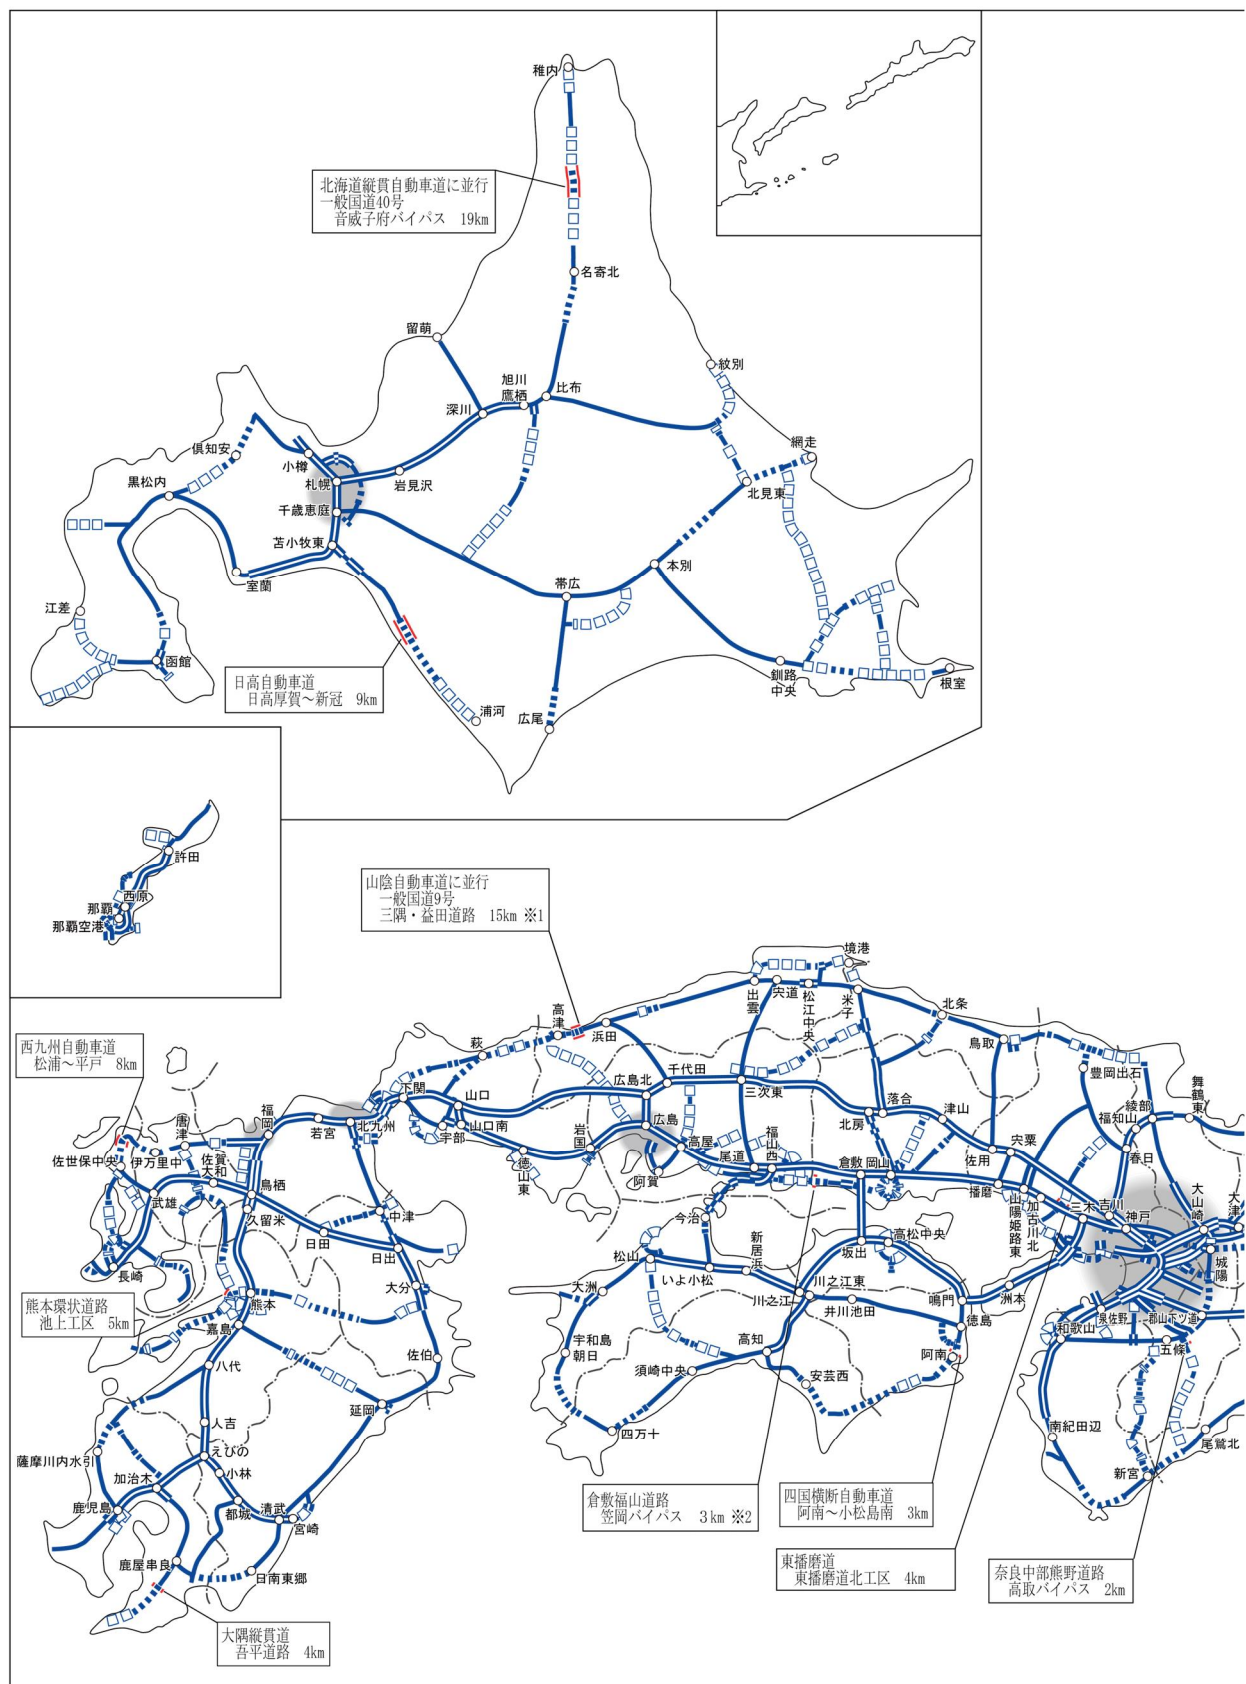 稚内
北海道縦貫自動車道に並行
一般国道40号
音威子府バイパス　19km
名寄北
留萌
紋別
旭川
鷹栖
比布
深川
網走
倶知安
小樽
札幌
岩見沢
北見東
黒松内
千歳恵庭
苫小牧東
本別
室蘭
帯広
江差
函館
釧路
中央
根室
日高自動車道
日高厚賀～新冠　9km
浦河
広尾
許田
西原
那覇
那覇空港
山陰自動車道に並行
一般国道9号
三隅・益田道路　15km ※1
境港
出雲
宍道
松江中央
米子
北条
鳥取
高津
浜田
萩
西九州自動車道
松浦～平戸　8km
豊岡出石
舞鶴東
綾部
福知山
春日
下関
山口
広島北
千代田
三次東
北房
落合
津山
唐津
福岡
若宮
北九州
宇部
山口南
岩国
広島
高屋
福山西
尾道
倉敷
岡山
佐用
宍粟
佐世保中央
伊万里中
佐賀大和
鳥栖
徳山東
阿賀
播磨
山陽姫路東
加古川北
三木
吉川
神戸
大山崎
大津
武雄
久留米
中津
日田
日出
今治
新居浜
坂出
高松中央
城陽
長崎
大分
松山
いよ小松
大洲
川之江東
川之江
井川池田
鳴門
洲本
徳島
泉佐野
郡山下ツ道
和歌山
五條
熊本環状道路
池上工区　5km
熊本
嘉島
佐伯
宇和島
朝日
高知
須崎中央
安芸西
阿南
八代
延岡
四万十
南紀田辺
尾鷲北
新宮
人吉
えびの
薩摩川内水引
加治木
小林
鹿児島
都城
清武
宮崎
鹿屋串良
日南東郷
倉敷福山道路
笠岡バイパス　3km ※2
四国横断自動車道
阿南～小松島南　3km
東播磨道
東播磨道北工区　4km
奈良中部熊野道路
高取バイパス　2km
大隅縦貫道
吾平道路　4km